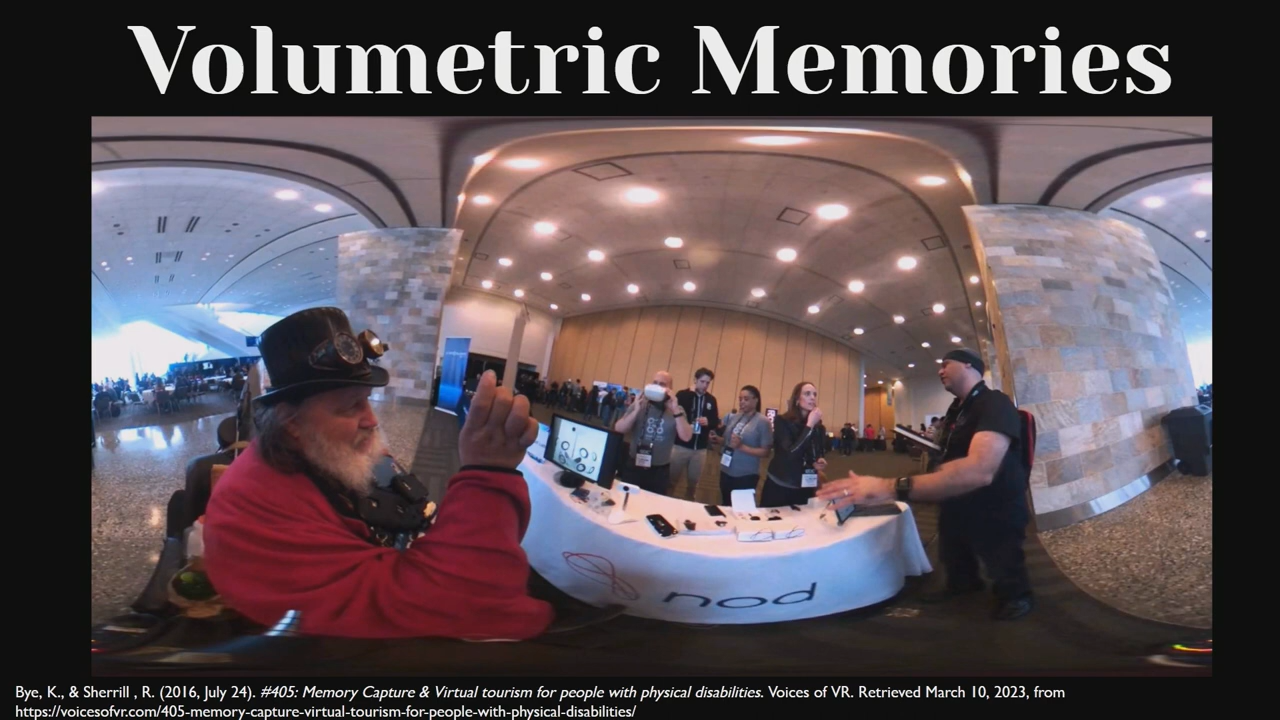 Volumetric Memories
nod
Bye, K., & Sherrill , R. (2016, July 24). #405: Memory Capture & Virtual tourism for people with physical disabilities. Voices of VR. Retrieved March 10, 2023, from
https://voicesofvr.com/405-memory-capture-virtual-tourism-for-people-with-physical-disabilities/